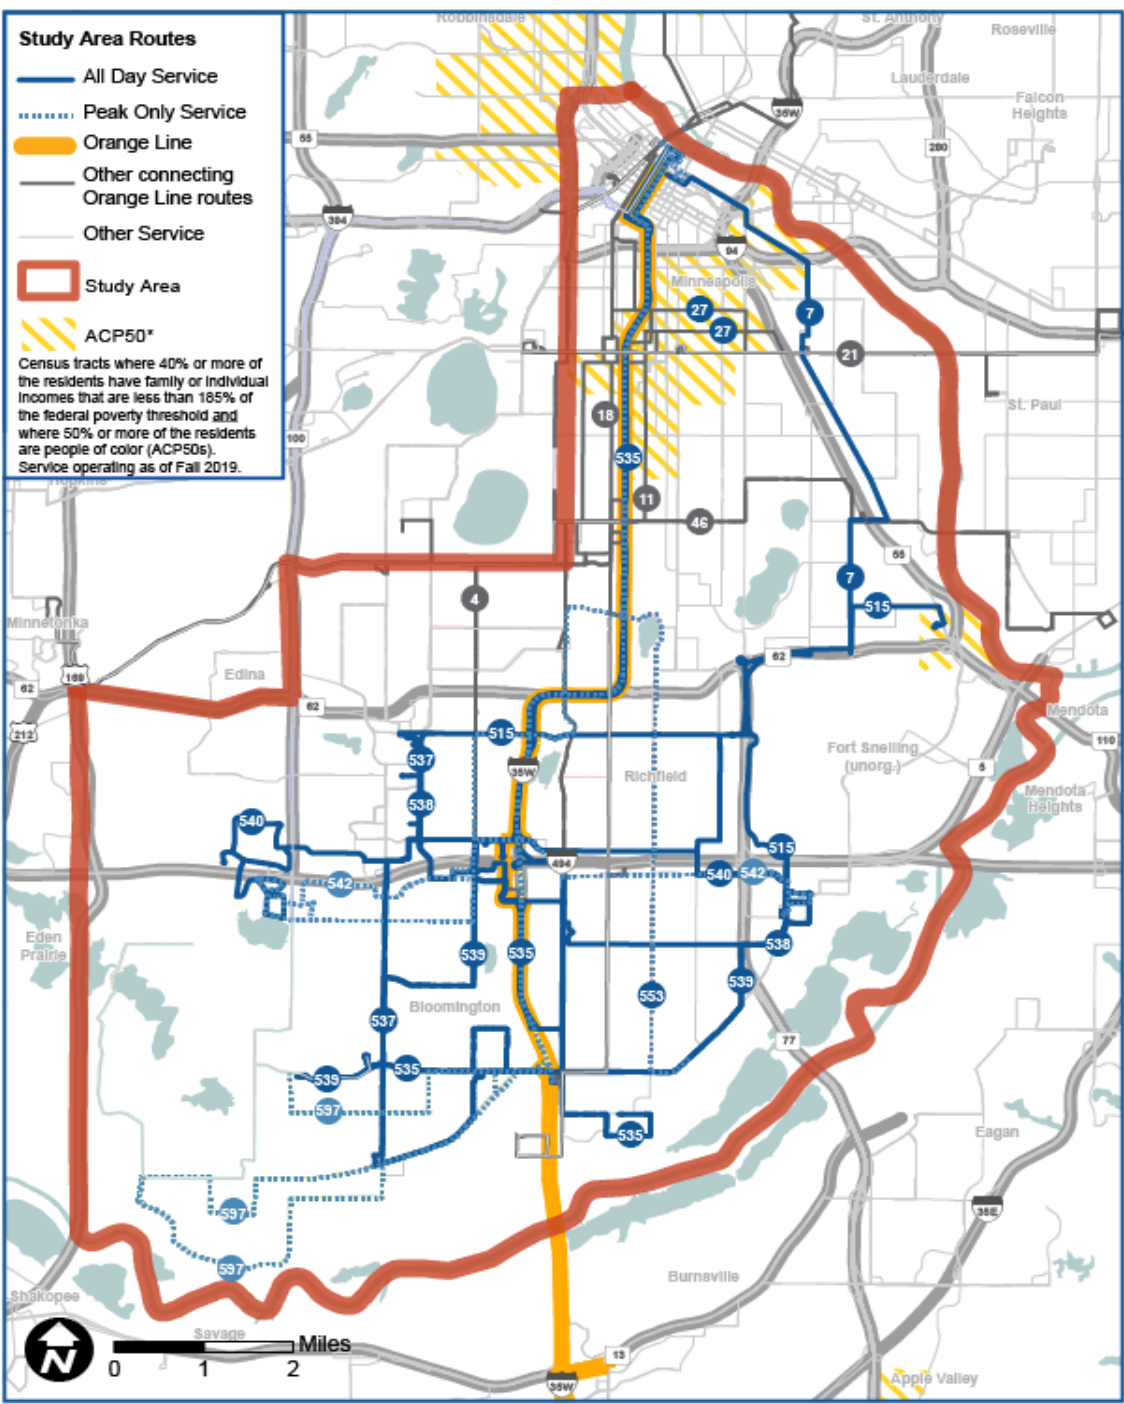 Study Area Routes
All Day Service
Peak Only Service
Orange Line
Other connecting
Orange Line routes
Other Service
Study Area
ACP50*
Census tracts where 40% or more of
the residents have family or individual
incomes that are less than 185% of
the federal poverty threshold and
where 50% or more of the residents
are people of color (ACP50s).
Service operating as of Fall 2019.
Robbinsdale
St. Anthony
Roseville
Lauderdale
Falcon
Heights
35W
55
280
394
94
Minneapolis
27
7
27
21
St. Paul
18
100
535
Hopkins
11
46
55
7
4
515
Minnetonka
62
169
Edina
62
62
212
Mendota
110
515
537
Fort Snelling
(unorg.)
5
35W
Richfield
Mendota
Heights
538
540
515
494
542
540
542
Eden
Prairie
538
539
535
539
553
Bloomington
537
77
535
539
597
535
Eagan
597
35E
597
Burnsville
Shakopee
Savage
N
0
1
2
Miles
13
35W
Apple Valley